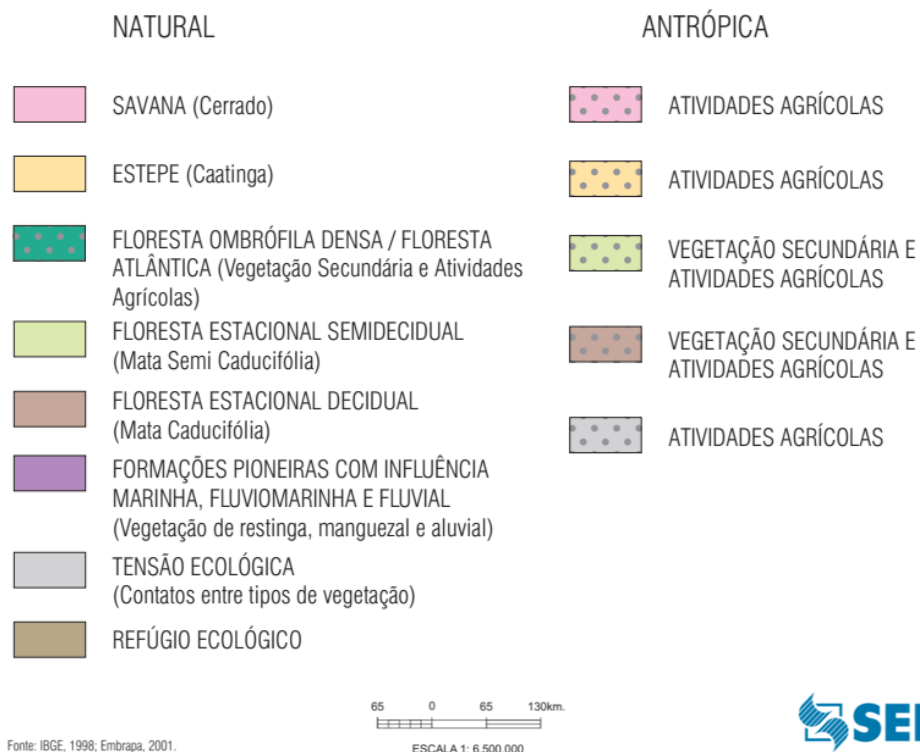 NATURAL
SAVANA (Cerrado)
ESTEPE (Caatinga)
FLORESTA OMBRÓFILA DENSA / FLORESTA
ATLÂNTICA (Vegetação Secundária e Atividades
Agrícolas)
FLORESTA ESTACIONAL SEMIDECIDUAL
(Mata Semi Caducifólia)
FLORESTA ESTACIONAL DECIDUAL
(Mata Caducifólia)
FORMAÇÕES PIONEIRAS COM INFLUÊNCIA
MARINHA, FLUVIOMARINHA E FLUVIAL
(Vegetação de restinga, manguezal e aluvial)
TENSÃO ECOLÓGICA
(Contatos entre tipos de vegetação)
REFÚGIO ECOLÓGICO
ANTRÓPICA
ATIVIDADES AGRÍCOLAS
ATIVIDADES AGRÍCOLAS
VEGETAÇÃO SECUNDÁRIA E
ATIVIDADES AGRÍCOLAS
VEGETAÇÃO SECUNDÁRIA E
ATIVIDADES AGRÍCOLAS
ATIVIDADES AGRÍCOLAS
65 0 65 130km.
ESCALA 1: 6.500.000
Fonte: IBGE, 1998; Embrapa, 2001.